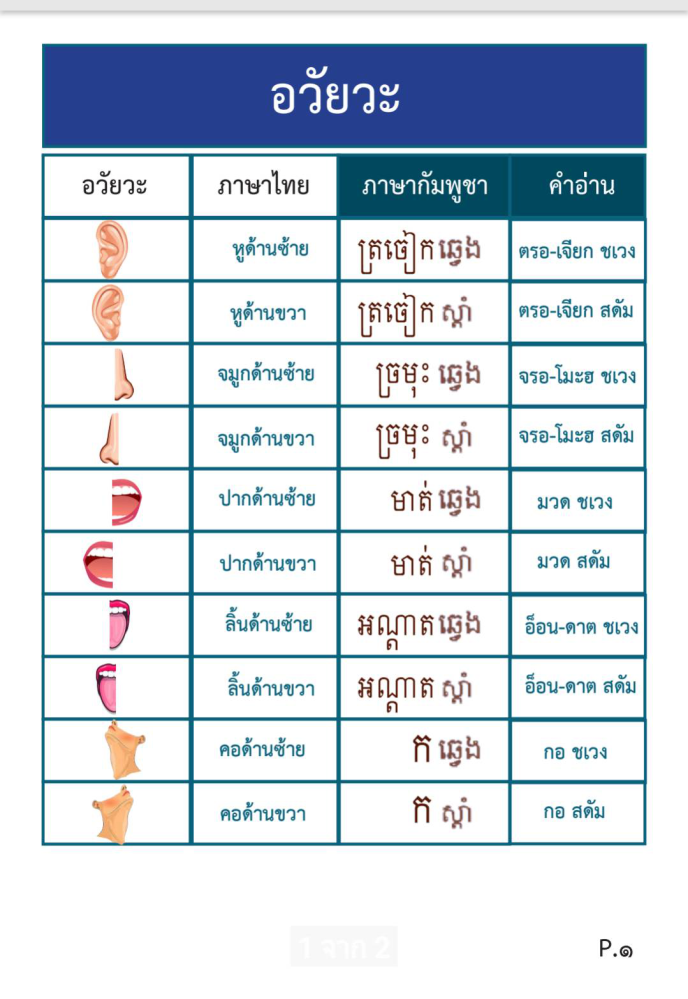 อวัยวะ
อวัยวะ ภาษาไทย ภาษากัมพูชา คำอ่าน
หูด้านซ้าย ត្រចៀកឆ្វេង ตรอ-เจียก ชเวง
หูด้านขวา ត្រចៀក ស្ដាំ ตรอ-เจียก สดัม
จมูกด้านซ้าย ច្រមុះ ឆ្វេង จรอ-โมะฮ ชเวง
จมูกด้านขวา ច្រមុះ ស្ដាំ จรอ-โมะฮ สดัม
ปากด้านซ้าย មាត់ ឆ្វេង มวด ชเวง
ปากด้านขวา មាត់ ស្ដាំ มวด สดัม
ลิ้นด้านซ้าย អណ្ដាតឆ្វេង อ็อน-ดาต ชเวง
ลิ้นด้านขวา អណ្ដាត ស្ដាំ อ็อน-ดาต สดัม
คอด้านซ้าย ក ឆ្វេង กอ ชเวง
คอด้านขวา ក ស្ដាំ กอ สดัม
1 จาก 2
P.๑